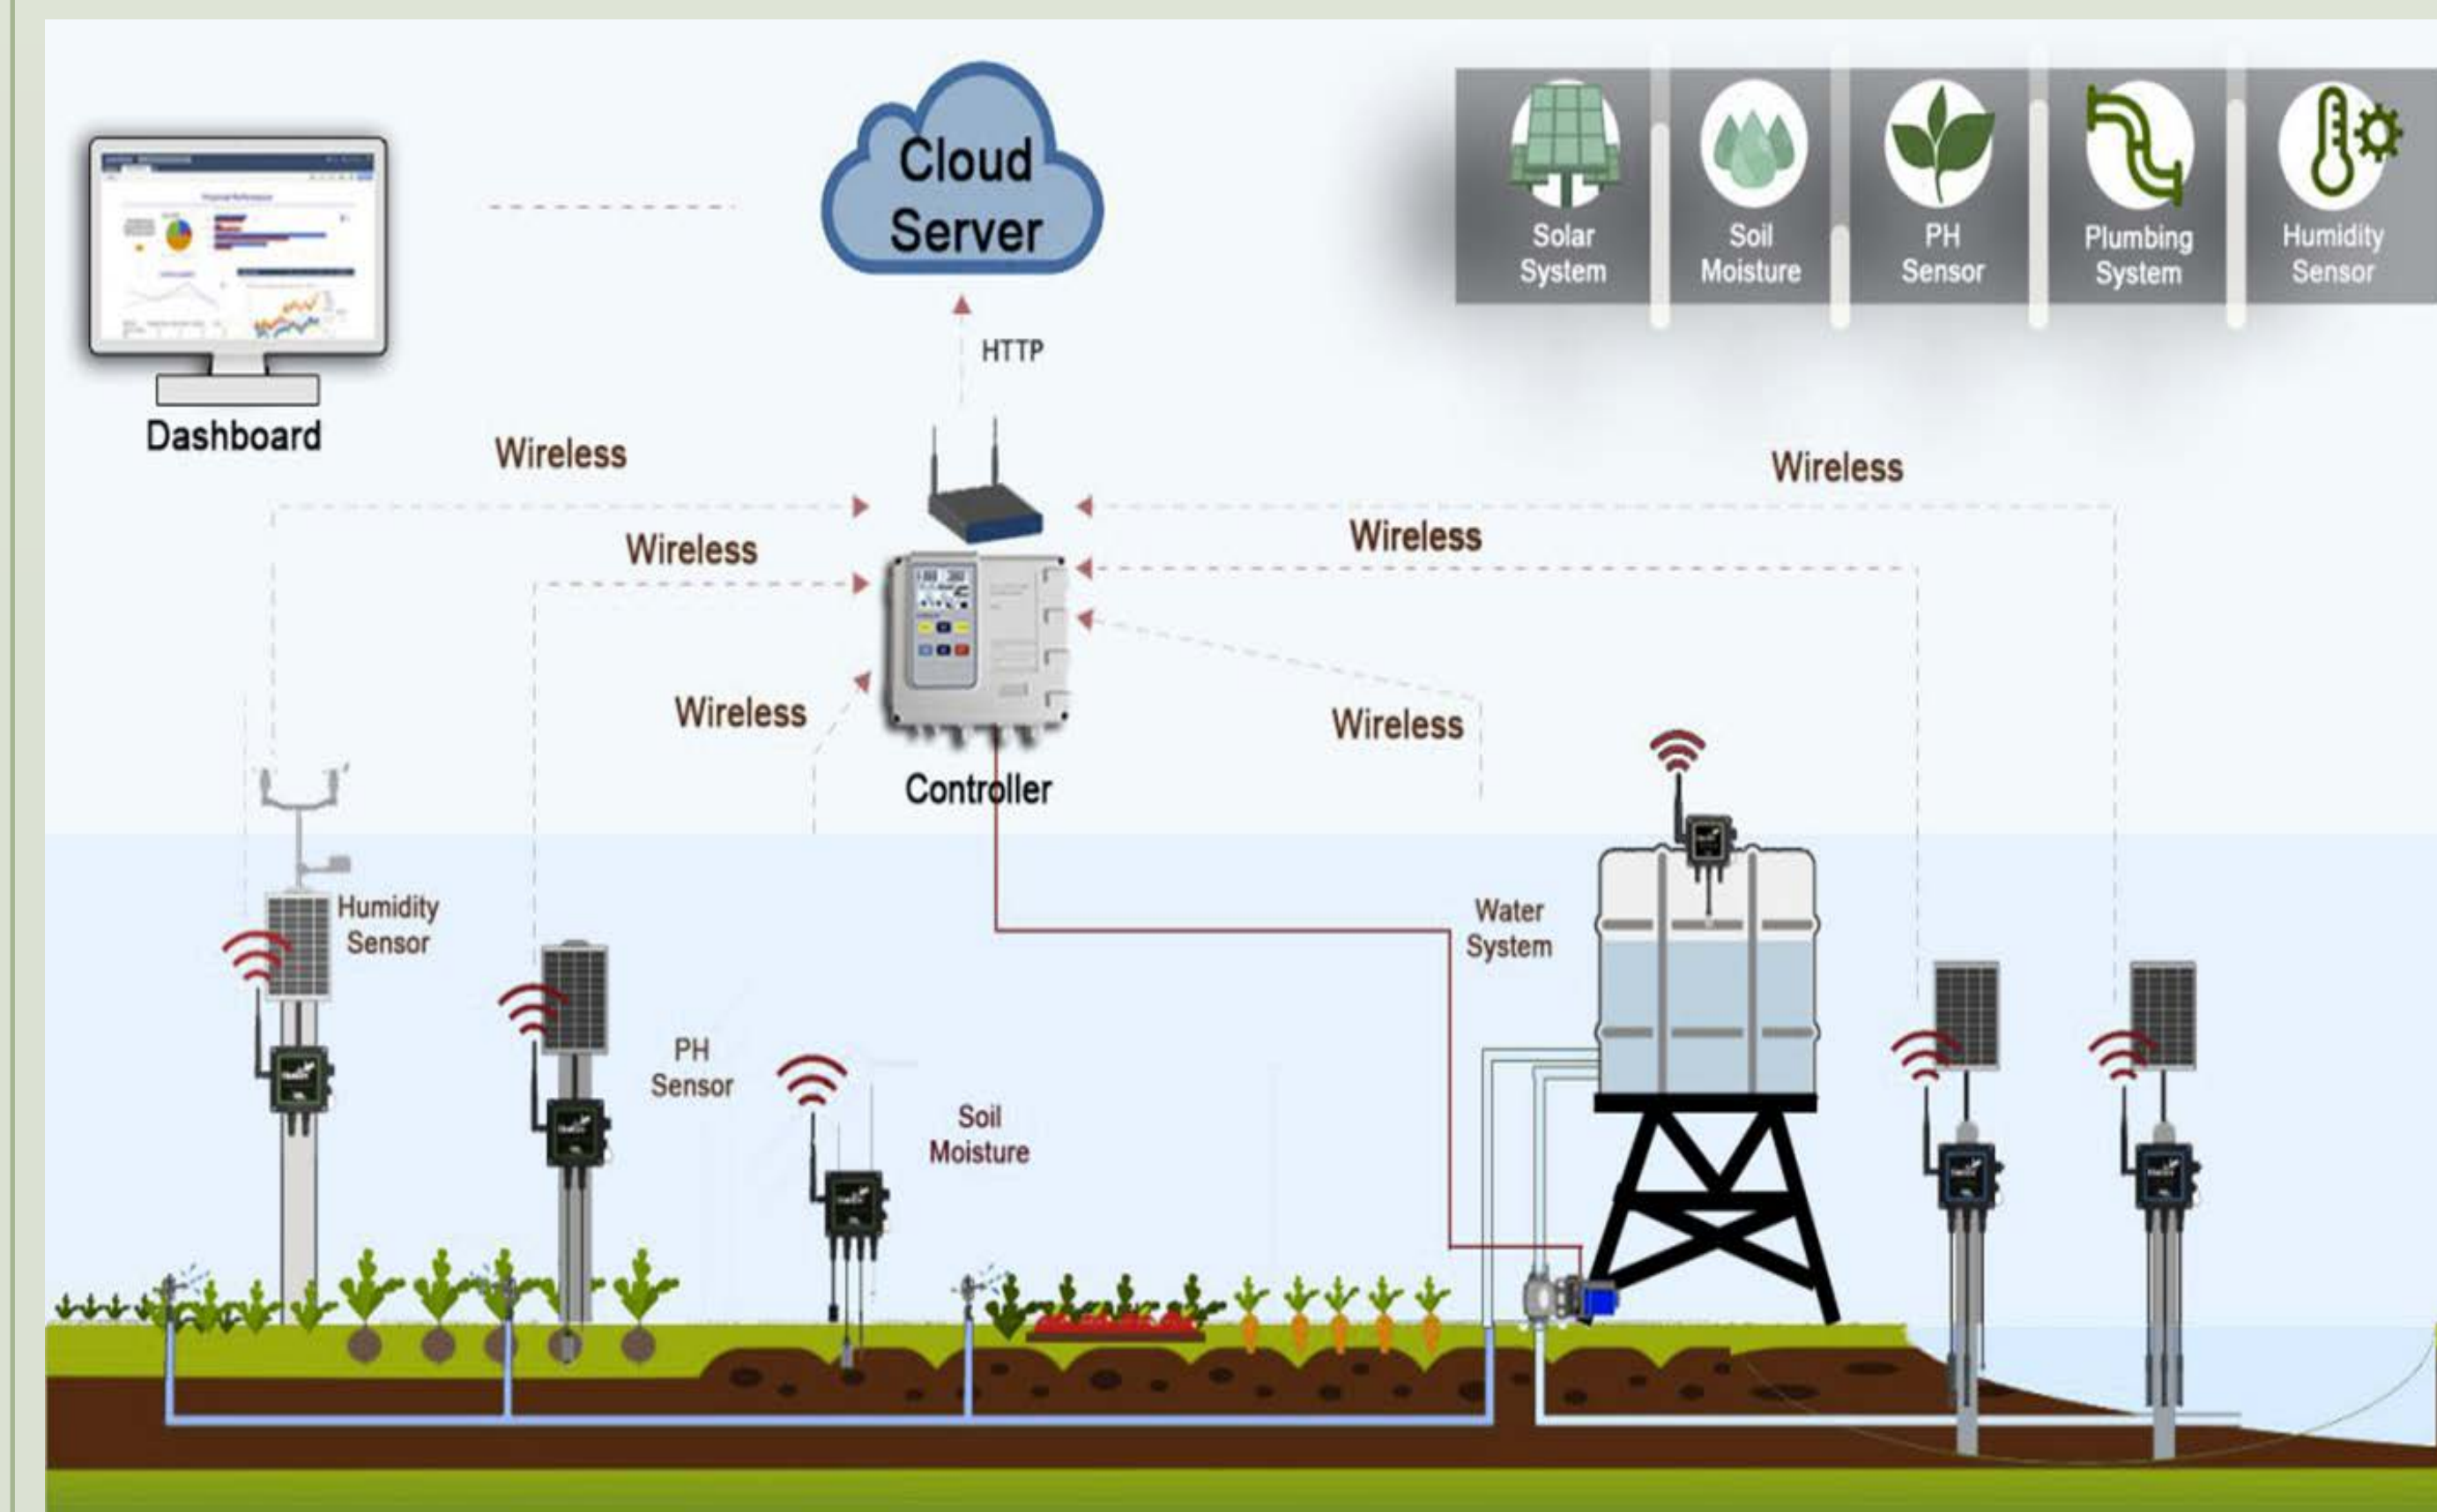 Cloud
Server
Solar
System
Soil
Moisture
PH
Sensor
Plumbing
System
Humidity
Sensor
HTTP
Dashboard
Wireless
Wireless
Wireless
Wireless
Wireless
Wireless
Controller
Humidity
Sensor
Water
System
PH
Sensor
Soil
Moisture